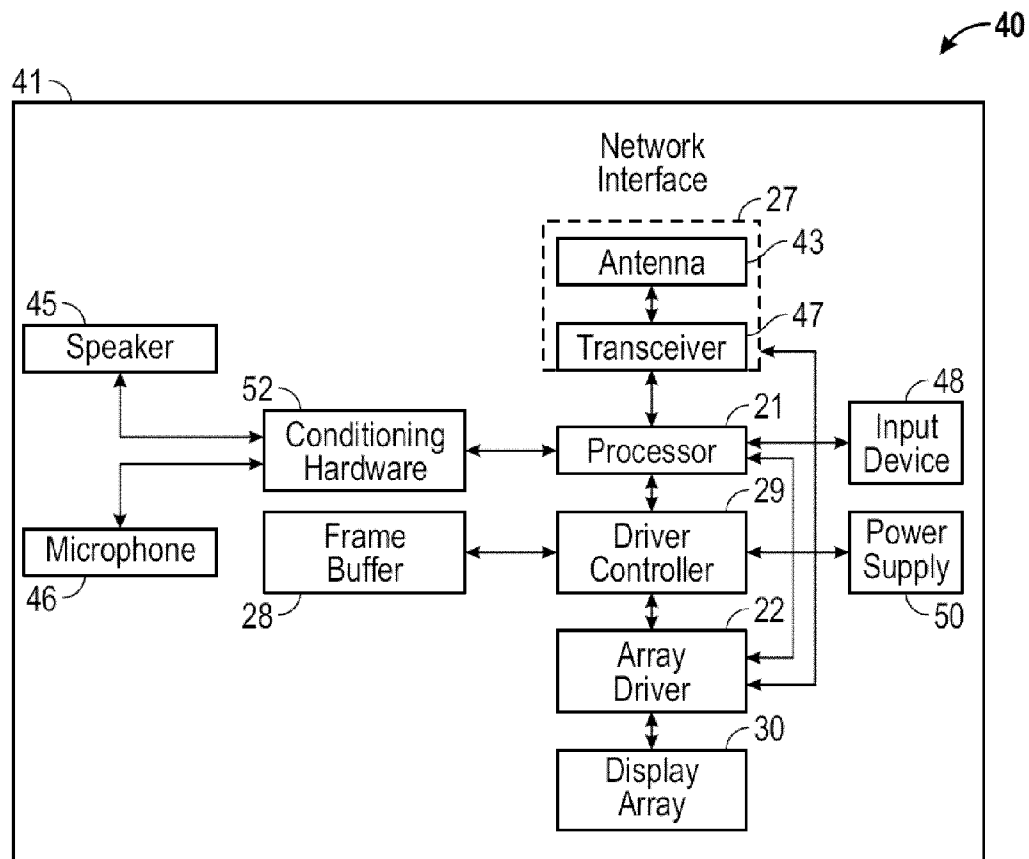 40
41
Network
Interface
27
Antenna
43
45
Speaker
47
Transceiver
52
Conditioning
Hardware
21
Processor
48
Input
Device
Microphone
46
Frame
Buffer
28
29
Driver
Controller
Power
Supply
50
22
Array
Driver
30
Display
Array